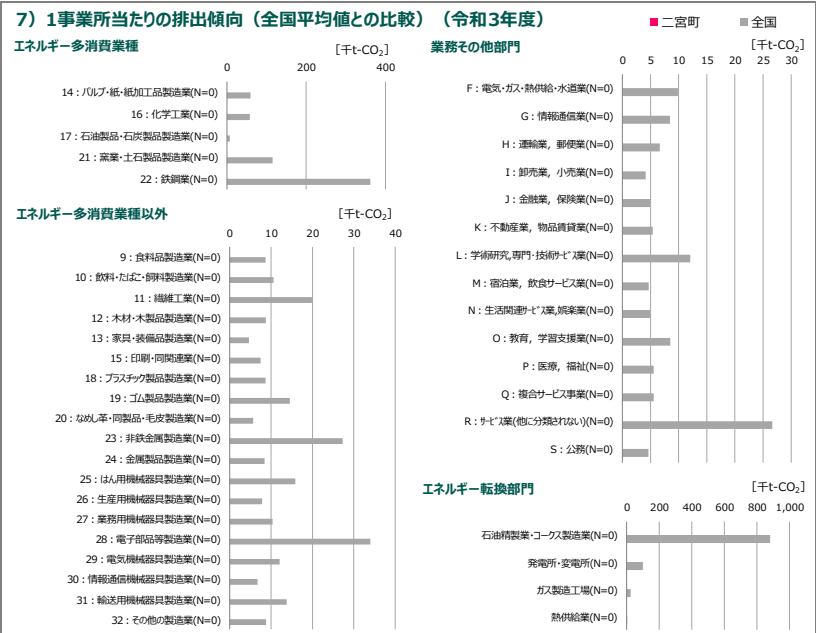 7）1事業所当たりの排出傾向（全国平均値との比較）（令和3年度）
■二宮町 ■全国
エネルギー多消費業種
[千t-CO₂]
0 200 400
14：パルプ・紙・紙加工品製造業(N=0)
16：化学工業(N=0)
17：石油製品・石炭製品製造業(N=0)
21：窯業・土石製品製造業(N=0)
22：鉄鋼業(N=0)
エネルギー多消費業種以外
[千t-CO₂]
0 10 20 30 40
9：食料品製造業(N=0)
10：飲料・たばこ・飼料製造業(N=0)
11：繊維工業(N=0)
12：木材・木製品製造業(N=0)
13：家具・装備品製造業(N=0)
15：印刷・同関連業(N=0)
18：プラスチック製品製造業(N=0)
19：ゴム製品製造業(N=0)
20：なめし革・同製品・毛皮製造業(N=0)
23：非鉄金属製造業(N=0)
24：金属製品製造業(N=0)
25：はん用機械器具製造業(N=0)
26：生産用機械器具製造業(N=0)
27：業務用機械器具製造業(N=0)
28：電子部品等製造業(N=0)
29：電気機械器具製造業(N=0)
30：情報通信機械器具製造業(N=0)
31：輸送用機械器具製造業(N=0)
32：その他の製造業(N=0)
業務その他部門
[千t-CO₂]
0 5 10 15 20 25 30
F：電気・ガス・熱供給・水道業(N=0)
G：情報通信業(N=0)
H：運輸業，郵便業(N=0)
I：卸売業，小売業(N=0)
J：金融業，保険業(N=0)
K：不動産業，物品賃貸業(N=0)
L：学術研究,専門・技術ｻｰﾋﾞｽ業(N=0)
M：宿泊業，飲食サービス業(N=0)
N：生活関連ｻｰﾋﾞｽ業,娯楽業(N=0)
O：教育，学習支援業(N=0)
P：医療，福祉(N=0)
Q：複合サービス事業(N=0)
R：ｻｰﾋﾞｽ業(他に分類されない)(N=0)
S：公務(N=0)
エネルギー転換部門
[千t-CO₂]
0 200 400 600 800 1,000
石油精製業・コークス製造業(N=0)
発電所・変電所(N=0)
ガス製造工場(N=0)
熱供給業(N=0)